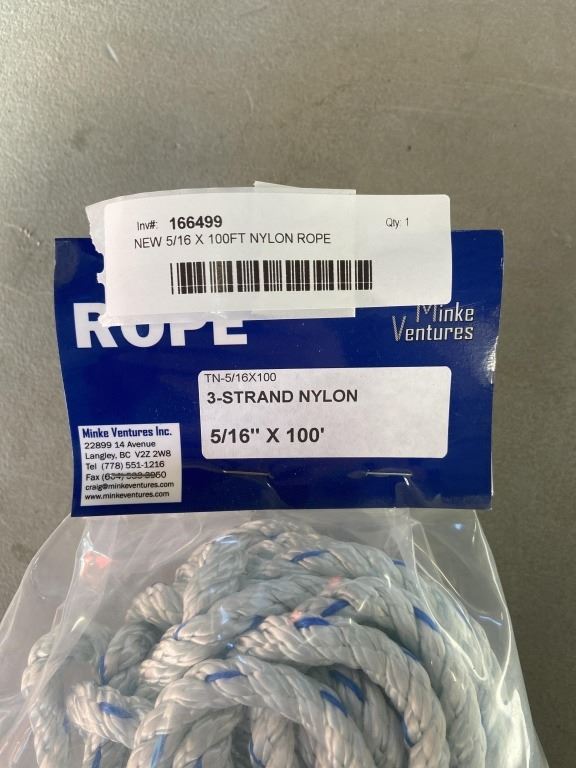 Inv#: 166499 Qty: 1
NEW 5/16 X 100FT NYLON ROPE
ROPE
Minke
Ventures
TN-5/16X100
3-STRAND NYLON
5/16" X 100'
Minke Ventures Inc.
22899 14 Avenue
Langley, BC V2Z 2W8
Tel (778) 551-1216
Fax
craig@minkeventures.com
www.minkeventures.com